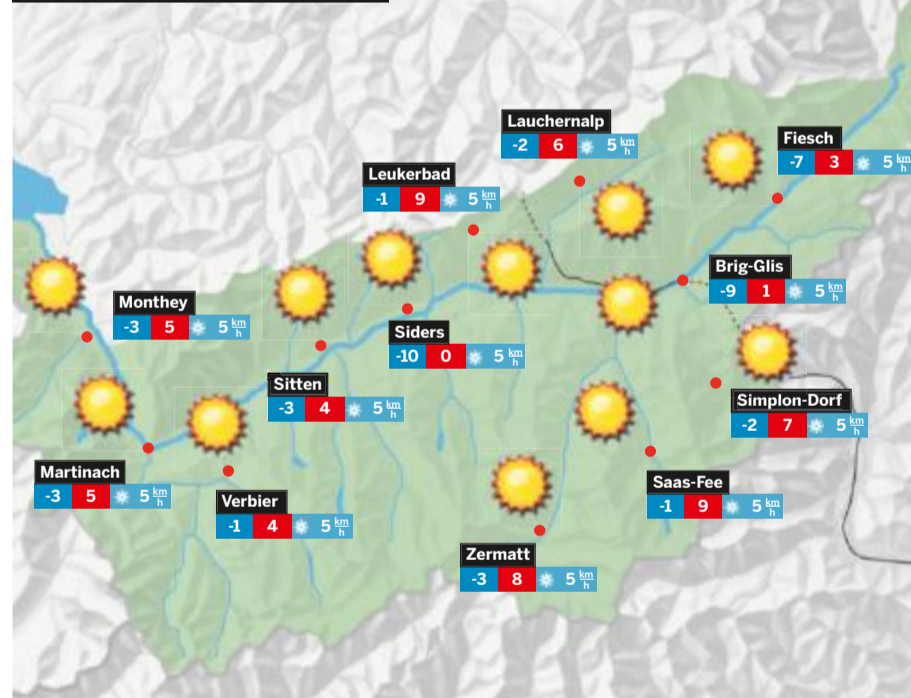 Lauchernalp
-2 6 5 km/h
Fiesch
-7 3 5 km/h
Leukerbad
-1 9 5 km/h
Brig-Glis
-9 1 5 km/h
Monthey
-3 5 5 km/h
Siders
-10 0 5 km/h
Sitten
-3 4 5 km/h
Simplon-Dorf
-2 7 5 km/h
Martinach
-3 5 5 km/h
Verbier
-1 4 5 km/h
Saas-Fee
-1 9 5 km/h
Zermatt
-3 8 5 km/h